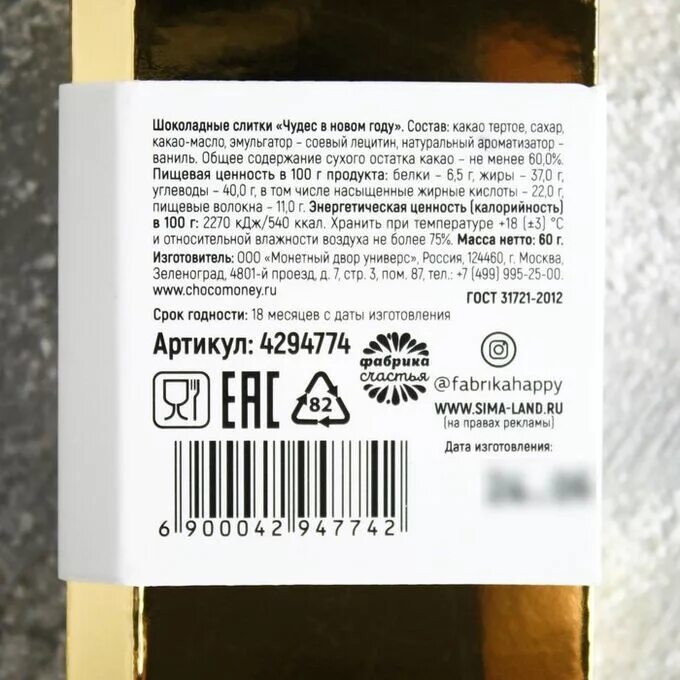 Шоколадные слитки «Чудес в новом году». Состав: какао тертое, сахар,
какао-масло, эмульгатор – соевый лецитин, натуральный ароматизатор –
ваниль. Общее содержание сухого остатка какао – не менее 60,0%.
Пищевая ценность в 100 г продукта: белки – 6,5 г, жиры – 37,0 г,
углеводы – 40,0 г, в том числе насыщенные жирные кислоты – 22,0 г,
пищевые волокна – 11,0 г. Энергетическая ценность (калорийность)
в 100 г: 2270 кДж/540 ккал. Хранить при температуре +18 (±3) °С
и относительной влажности воздуха не более 75%. Масса нетто: 60 г.
Изготовитель: ООО «Монетный двор универс», Россия, 124460, г. Москва,
Зеленоград, 4801-й проезд, д. 7, стр. 3, пом. 87, тел.: +7 (499) 995-25-00.
www.chocomoney.ru
ГОСТ 31721-2012
Срок годности: 18 месяцев с даты изготовления
Артикул: 4294774
фабрика
счастья
@fabrikahappy
EAC
82
WWW.SIMA-LAND.RU
(на правах рекламы)
Дата изготовления:
6 900042 947742